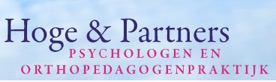 Hoge & Partners
PSYCHOLOGEN EN
ORTHOPEDAGOGENPRAKTIJK